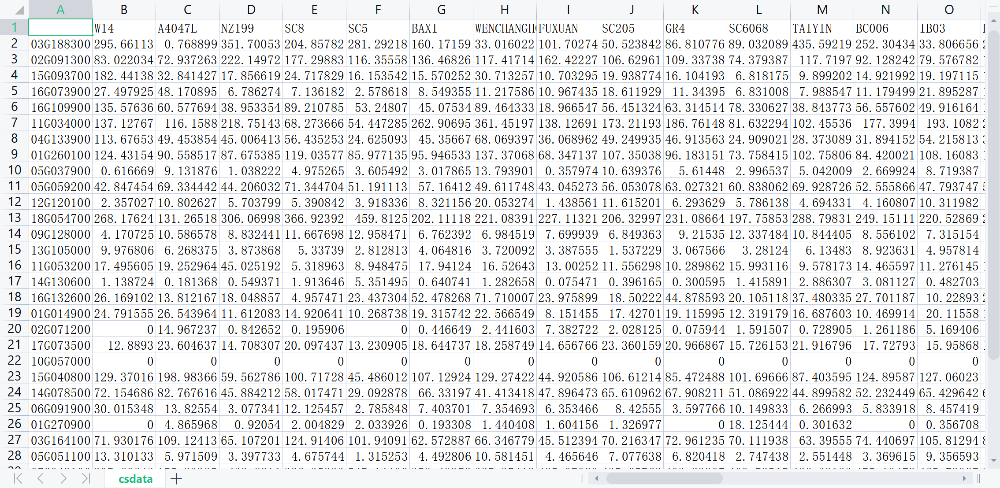 A B C D E F G H I J K L M N O
1 W14 A4047L NZ199 SC8 SC5 BAXI WENCHANGH FUXUAN SC205 GR4 SC6068 TAIYIN BC006 IB03
2 03G188300 295.66113 0.768899 351.70053 204.85782 281.29218 160.17159 33.016022 101.70274 50.523842 86.810776 89.032089 435.59219 252.30434 33.806656
3 02G091300 83.022034 72.937263 222.14972 177.29883 116.35558 136.46826 117.41714 162.42227 106.62961 109.33738 74.379387 117.7197 92.128242 79.576782
4 15G093700 182.44138 32.841427 17.856619 24.717829 16.153542 15.570252 30.713257 10.703295 19.938774 16.104193 6.818175 9.899202 14.921992 19.197115
5 16G073900 27.497925 48.170895 6.786274 7.136182 2.578618 8.549355 11.217586 10.967435 18.611929 11.34395 6.831008 7.988547 11.179499 21.895287
6 16G109900 135.57636 60.577694 38.953354 89.210785 53.24807 45.07534 89.464333 18.966547 56.451324 63.314514 78.330627 38.843773 56.557602 49.916164
7 11G034000 137.12767 116.1588 218.75143 68.273666 54.447285 262.90695 361.45197 138.12691 173.21193 186.76148 81.632294 102.45536 177.3994 193.1082
8 04G133900 113.67653 49.453854 45.006413 56.435253 24.625093 45.35667 68.069397 36.068962 49.249935 46.913563 24.909021 28.373089 31.894152 54.215813
9 01G260100 124.43154 90.558517 87.675385 119.03577 85.977135 95.946533 137.37068 68.347137 107.35038 96.183151 73.758415 102.75806 84.420021 108.16083
10 05G037900 0.616669 9.131876 1.038222 4.975265 3.605492 3.017865 13.793901 0.357974 10.639376 5.61448 2.996537 5.042009 2.669924 8.719387
11 05G059200 42.847454 69.334442 44.206032 71.344704 51.191113 57.16412 49.611748 43.045273 56.053078 63.027321 60.838062 69.928726 52.555866 47.793747
12 12G120100 2.357027 10.802627 5.703799 5.390842 3.918336 8.321156 20.053274 1.438561 11.615201 6.293629 5.786138 4.694331 4.160807 10.311982
13 18G054700 268.17624 131.26518 306.06998 366.92392 459.8125 202.11118 221.08391 227.11321 206.32997 231.08664 197.75853 288.79831 249.15111 220.52869
14 09G128000 4.170725 10.586578 8.832441 11.667698 12.958471 6.762392 6.984519 7.699939 6.849363 9.21535 12.337484 10.844405 8.556102 7.315154
15 13G105000 9.976806 6.268375 3.873868 5.33739 2.812813 4.064816 3.720092 3.387555 1.537229 3.067566 3.28124 6.13483 8.923631 4.957814
16 11G053200 17.495605 19.252964 45.025192 5.318963 8.948475 17.94124 16.52643 13.00252 11.556298 10.289862 15.993116 9.578173 14.465597 11.276145
17 14G130600 1.138724 0.181368 0.549371 1.913646 5.351495 0.640741 1.282658 0.075471 0.396165 0.300595 1.415891 2.886307 3.081127 0.482703
18 16G132600 26.169102 13.812167 18.048857 4.957471 23.437304 52.478268 71.710007 23.975899 18.50222 44.878593 20.105118 37.480335 27.701187 10.22893
19 01G014900 24.791555 26.543964 11.612083 14.920641 10.268738 19.315742 22.566549 8.151455 17.42701 19.115995 12.319179 16.687603 10.469914 20.11558
20 02G071200 0 14.967237 0.842652 0.195906 0 0.446649 2.441603 7.382722 2.028125 0.075944 1.591507 0.728905 1.261186 5.169406
21 17G073500 12.8893 23.604637 14.708307 20.097437 13.230905 18.644737 18.258749 14.656766 23.360159 20.966867 15.726153 21.916796 17.72793 15.95868
22 10G057000 0 0 0 0 0 0 0 0 0 0 0 0 0 0
23 15G040800 129.37016 198.98366 59.562786 100.71728 45.486012 107.12924 129.27422 44.920586 106.61214 85.472488 101.69666 87.403595 124.89587 127.06023
24 14G078500 72.154686 82.767616 45.884212 58.017471 29.092878 66.33197 41.413418 47.896473 65.610962 67.908211 51.086922 44.899582 52.232449 65.429642
25 06G091900 30.015348 13.82554 3.077341 12.125457 2.785848 7.403701 7.354693 6.353466 8.42555 3.597766 10.149833 6.266993 5.833918 8.457419
26 01G270900 0 4.865968 0.92054 2.004829 2.033926 0.193308 1.440408 1.604156 1.326977 0 18.125444 0.301632 0 0.356708
27 03G164100 71.930176 109.12413 65.107201 124.91406 101.94091 62.572887 66.346779 45.512394 70.216347 72.961235 70.111938 63.39555 74.440697 105.81294
28 05G051100 13.310133 5.971509 3.397733 4.675744 1.315253 4.492806 10.581451 4.465646 7.077638 6.820418 2.747438 2.551448 3.369615 9.356593
csdata